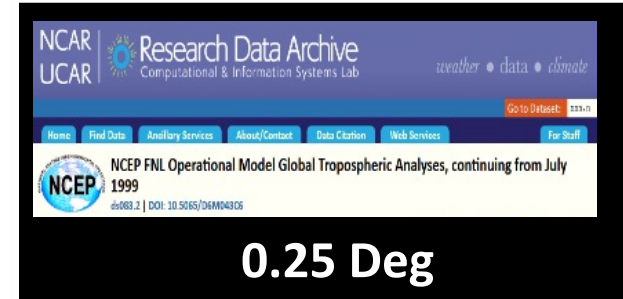 NCAR
UCAR
Research Data Archive
Computational & Information Systems Lab
weather • data • climate
Go to Dataset: nnn.n
Home Find Data Ancillary Services About/Contact Data Citation Web Services For Staff
NCEP
NCEP FNL Operational Model Global Tropospheric Analyses, continuing from July
1999
ds083.2 | DOI: 10.5065/D6M043C6
0.25 Deg